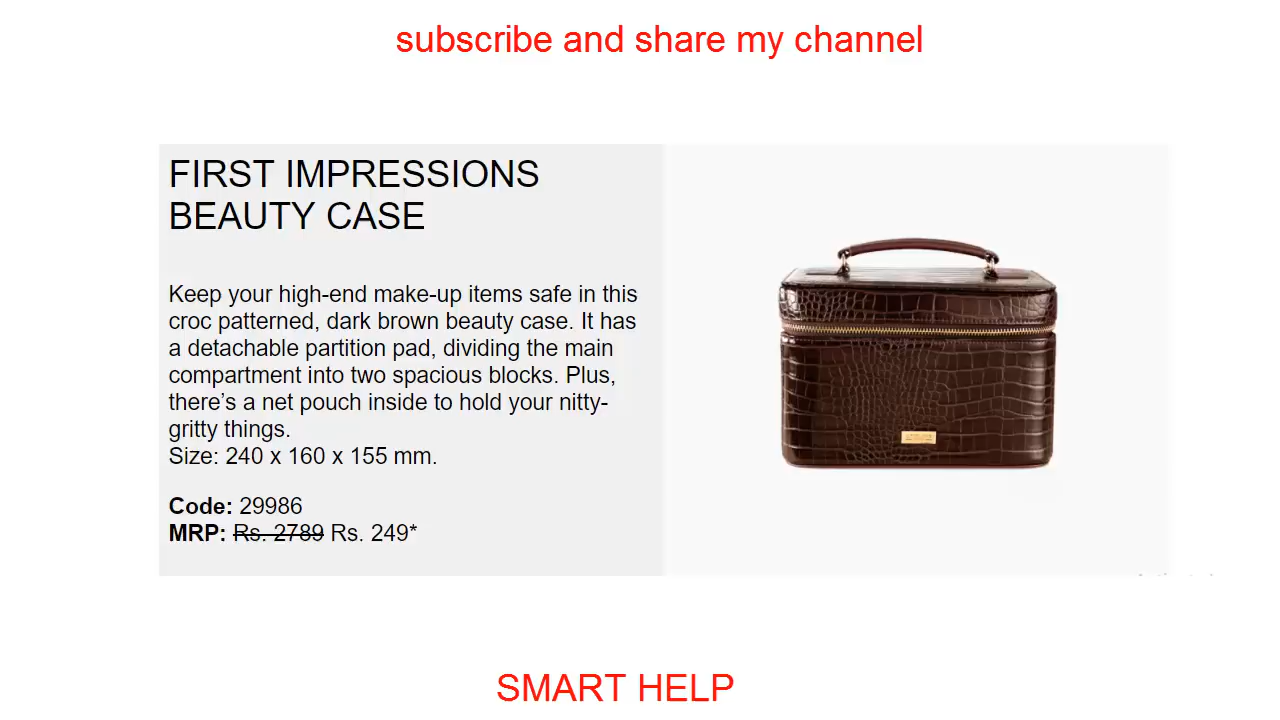 subscribe and share my channel
FIRST IMPRESSIONS
BEAUTY CASE
Keep your high-end make-up items safe in this
croc patterned, dark brown beauty case. It has
a detachable partition pad, dividing the main
compartment into two spacious blocks. Plus,
there’s a net pouch inside to hold your nitty-
gritty things.
Size: 240 x 160 x 155 mm.
Code: 29986
MRP: Rs. 2789 Rs. 249*
SMART HELP